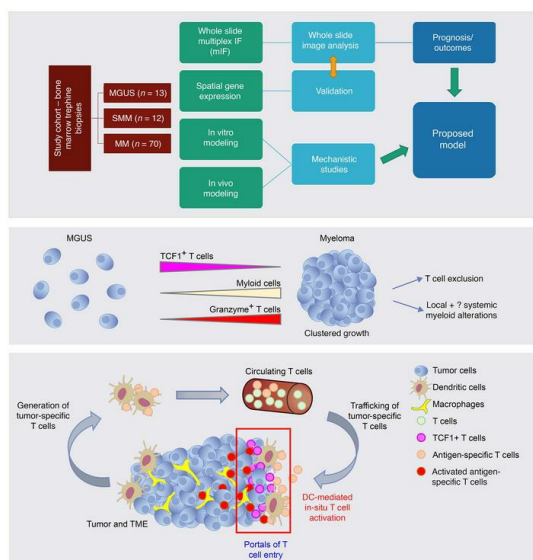 Whole slide
multiplex IF
(mIF)
Whole slide
image analysis
Prognosis/
outcomes
Study cohort – bone
marrow trephine
biopsies
MGUS (n = 13)
SMM (n = 12)
MM (n = 70)
Spatial gene
expression
Validation
In vitro
modeling
In vivo
modeling
Mechanistic
studies
Proposed
model
MGUS
Myeloma
TCF1+ T cells
Myloid cells
Granzyme+ T cells
Clustered growth
T cell exclusion
Local + ? systemic
myeloid alterations
Circulating T cells
Generation of
tumor-specific
T cells
Trafficking of
tumor-specific
T cells
Tumor and TME
DC-mediated
in-situ T cell
activation
Portals of T
cell entry
Tumor cells
Dendritic cells
Macrophages
T cells
TCF1+ T cells
Antigen-specific T cells
Activated antigen-
specific T cells